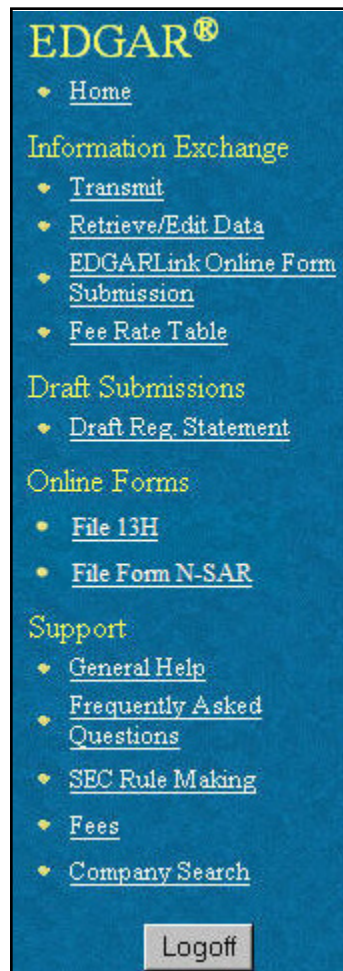 EDGAR®
Home
Information Exchange
Transmit
Retrieve/Edit Data
EDGARLink Online Form
Submission
Fee Rate Table
Draft Submissions
Draft Reg. Statement
Online Forms
File 13H
File Form N-SAR
Support
General Help
Frequently Asked
Questions
SEC Rule Making
Fees
Company Search
Logoff